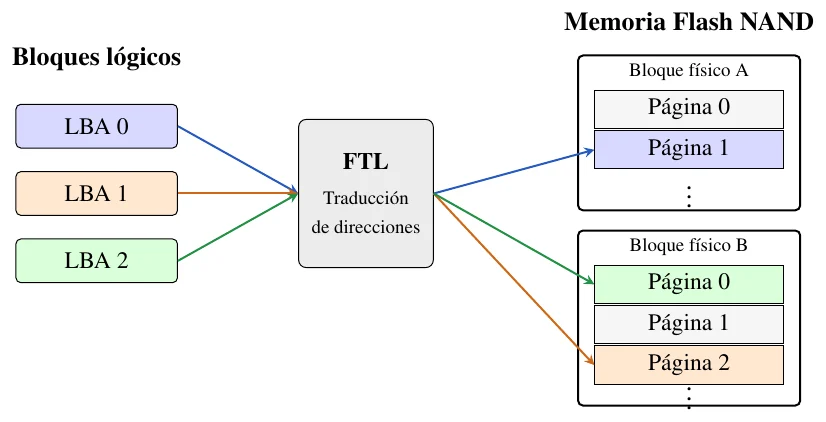 Memoria Flash NAND
Bloques lógicos
Bloque físico A
Página 0
Página 1
⋮
LBA 0
LBA 1
LBA 2
FTL
Traducción
de direcciones
Bloque físico B
Página 0
Página 1
Página 2
⋮